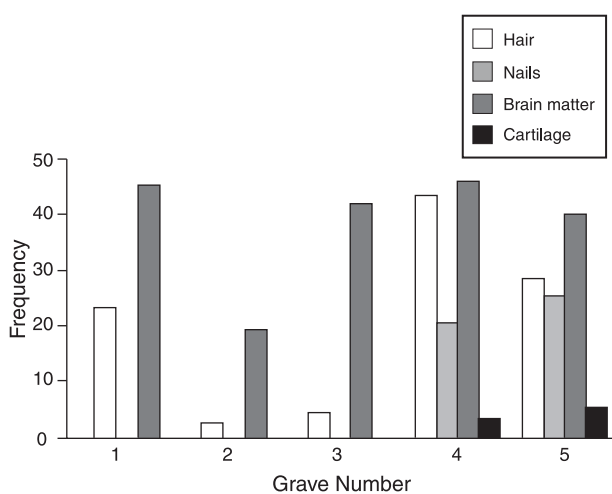 Hair
Nails
Brain matter
Cartilage
50
40
30
20
10
0
Frequency
1 2 3 4 5
Grave Number